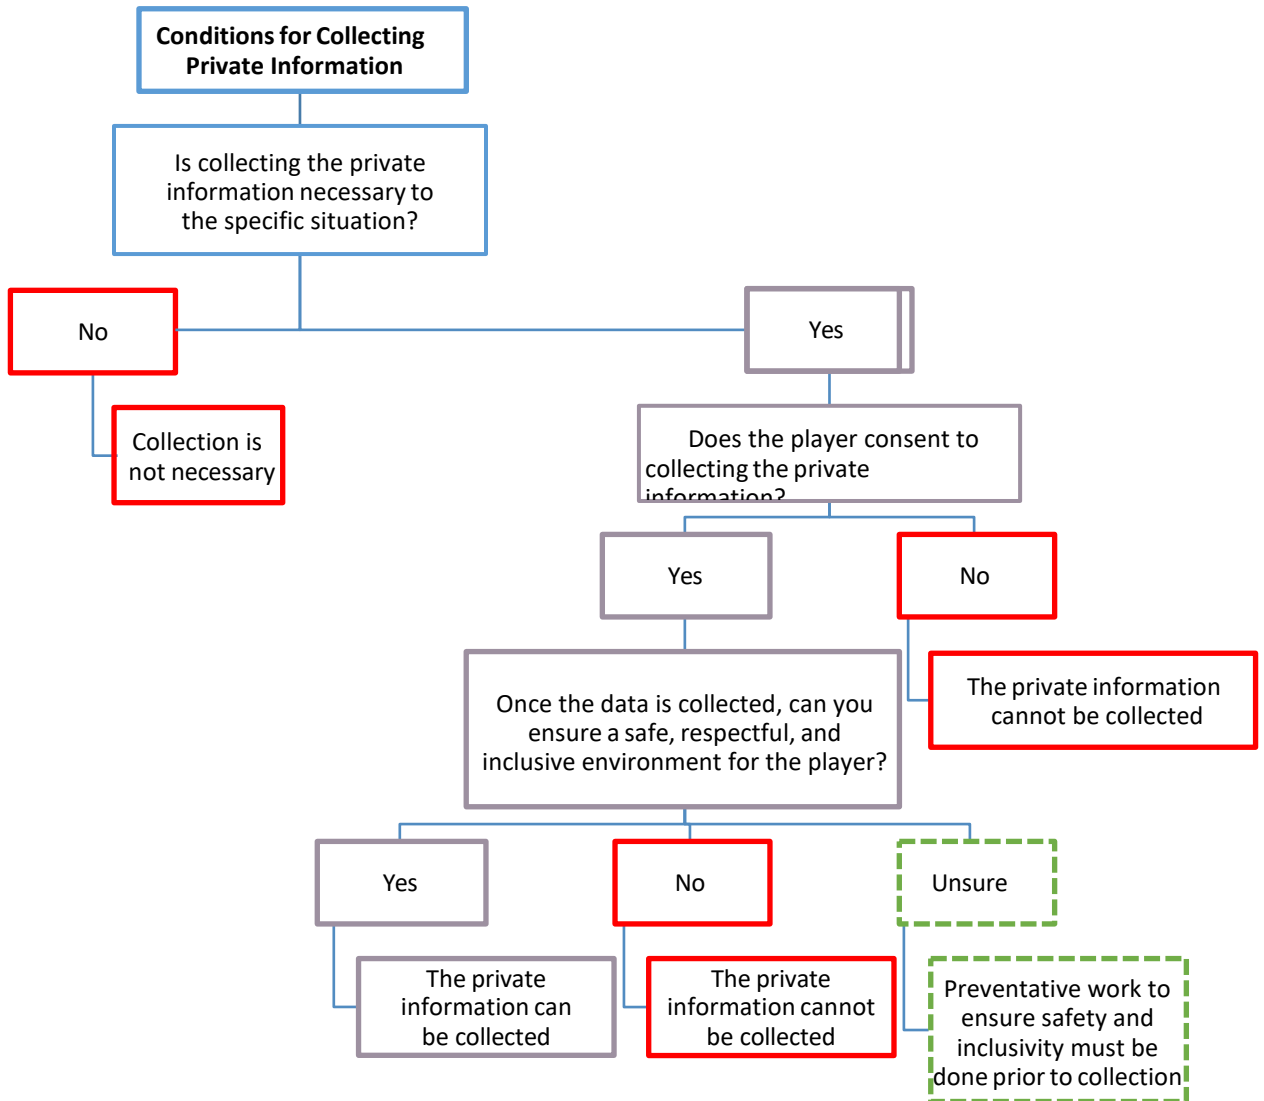 Conditions for Collecting
Private Information
Is collecting the private
information necessary to
the specific situation?
No
Yes
Collection is
not necessary
Does the player consent to
collecting the private
information?
Yes
No
Once the data is collected, can you
ensure a safe, respectful, and
inclusive environment for the player?
The private information
cannot be collected
Yes
No
Unsure
The private
information can
be collected
The private
information cannot
be collected
Preventative work to
ensure safety and
inclusivity must be
done prior to collection